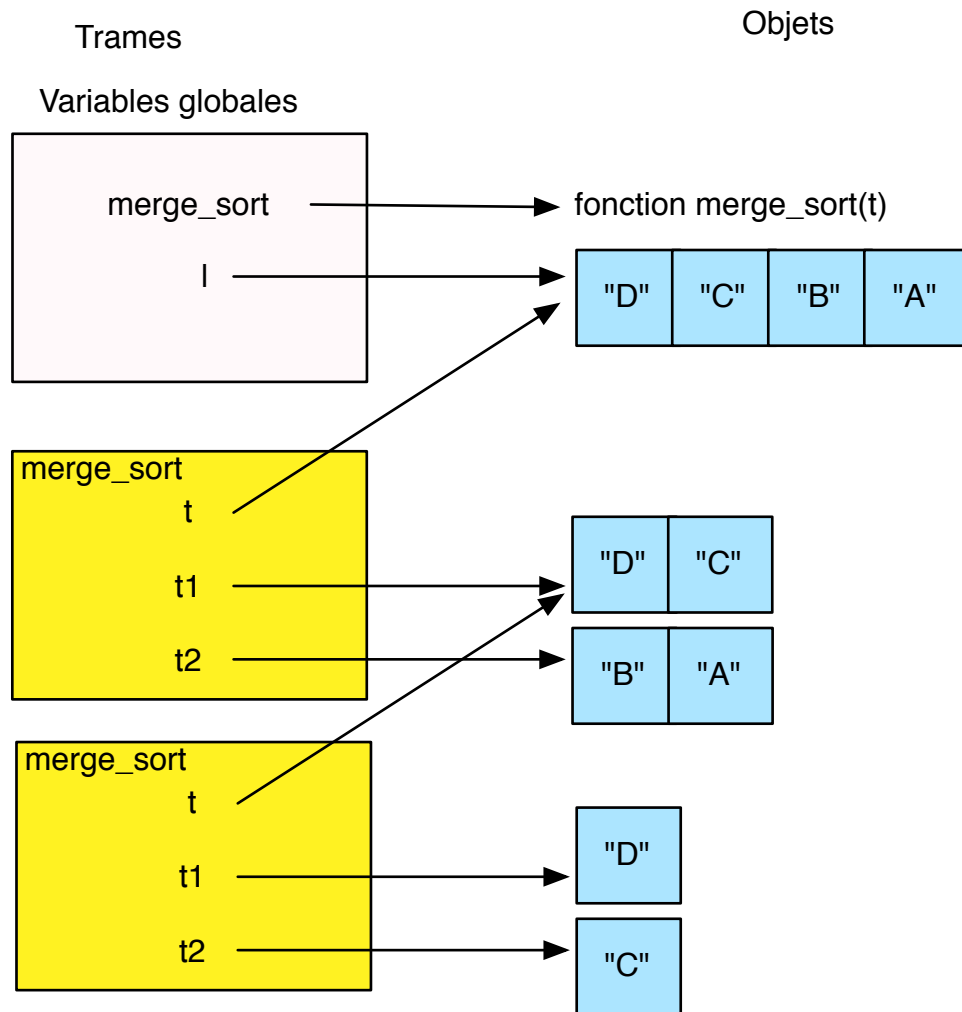 Trames
Objets
Variables globales
merge_sort
fonction merge_sort(t)
l
"D" "C" "B" "A"
merge_sort
t
t1
"D" "C"
t2
"B" "A"
merge_sort
t
t1
"D"
t2
"C"